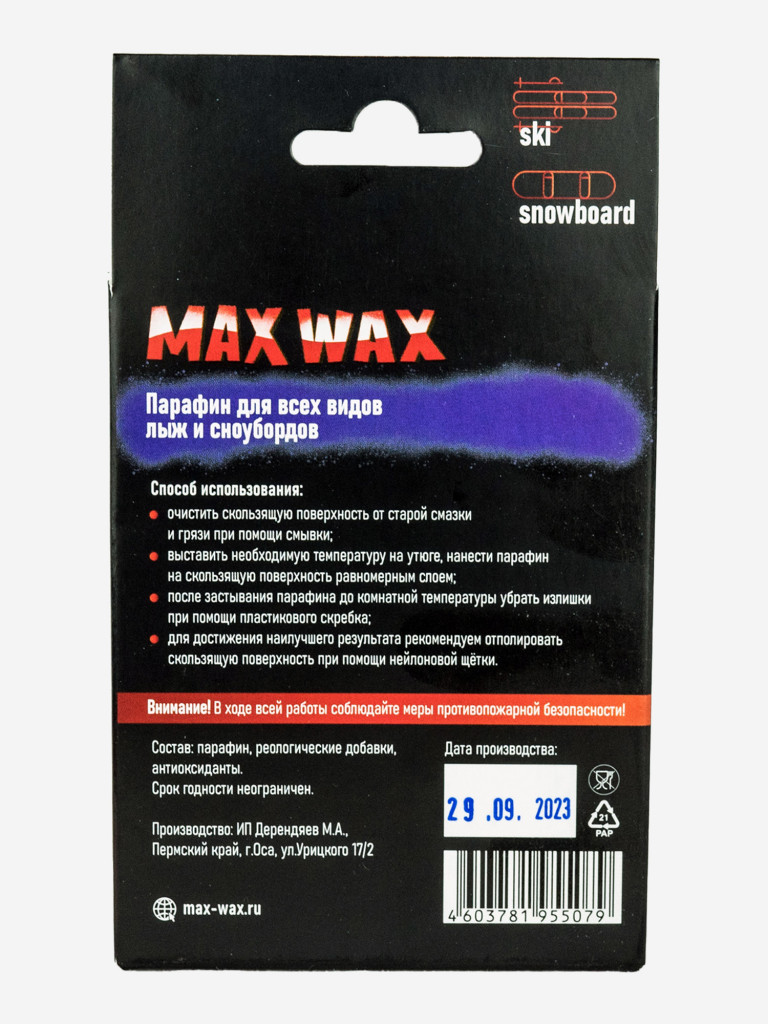 ski
snowboard
MAX WAX
Парафин для всех видов
лыж и сноубордов
Способ использования:
очистить скользящую поверхность от старой смазки
и грязи при помощи смывки;
выставить необходимую температуру на утюге, нанести парафин
на скользящую поверхность равномерным слоем;
после застывания парафина до комнатной температуры убрать излишки
при помощи пластикового скребка;
для достижения наилучшего результата рекомендуем отполировать
скользящую поверхность при помощи нейлоновой щётки.
Внимание! В ходе всей работы соблюдайте меры противопожарной безопасности!
Состав: парафин, реологические добавки,
антиоксиданты.
Срок годности неограничен.
Производство: ИП Дерендяев М.А.,
Пермский край, г.Оса, ул.Урицкого 17/2
max-wax.ru
Дата производства:
29.09. 2023
21
PAP
4 603781 955079